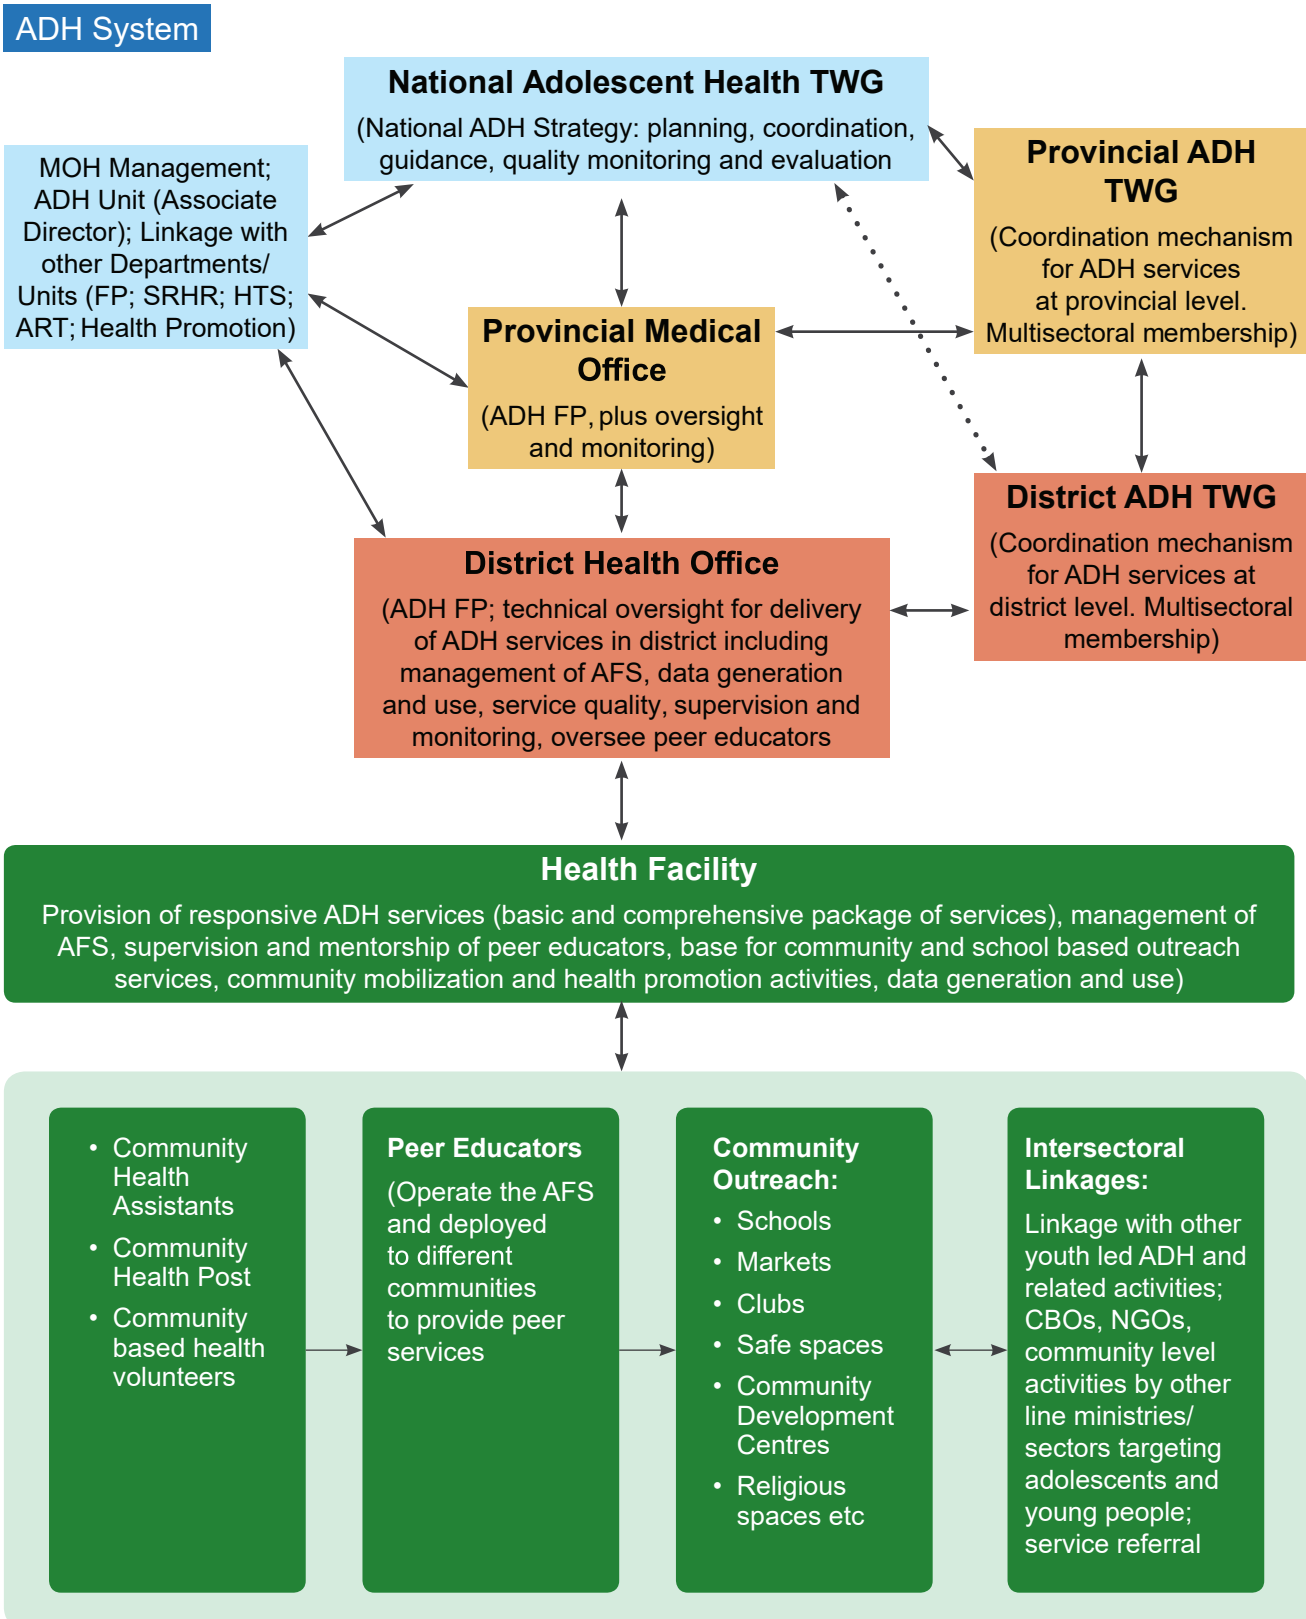 ADH System
National Adolescent Health TWG
(National ADH Strategy: planning, coordination,
guidance, quality monitoring and evaluation
MOH Management;
ADH Unit (Associate
Director); Linkage with
other Departments/
Units (FP; SRHR; HTS;
ART; Health Promotion)
Provincial ADH
TWG
(Coordination mechanism
for ADH services
at provincial level.
Multisectoral membership)
Provincial Medical
Office
(ADH FP, plus oversight
and monitoring)
District ADH TWG
(Coordination mechanism
for ADH services at
district level. Multisectoral
membership)
District Health Office
(ADH FP; technical oversight for delivery
of ADH services in district including
management of AFS, data generation
and use, service quality, supervision and
monitoring, oversee peer educators
Health Facility
Provision of responsive ADH services (basic and comprehensive package of services), management of
AFS, supervision and mentorship of peer educators, base for community and school based outreach
services, community mobilization and health promotion activities, data generation and use)
• Community
Health
Assistants
• Community
Health Post
• Community
based health
volunteers
Peer Educators
(Operate the AFS
and deployed
to different
communities
to provide peer
services
Community
Outreach:
• Schools
• Markets
• Clubs
• Safe spaces
• Community
Development
Centres
• Religious
spaces etc
Intersectoral
Linkages:
Linkage with other
youth led ADH and
related activities;
CBOs, NGOs,
community level
activities by other
line ministries/
sectors targeting
adolescents and
young people;
service referral